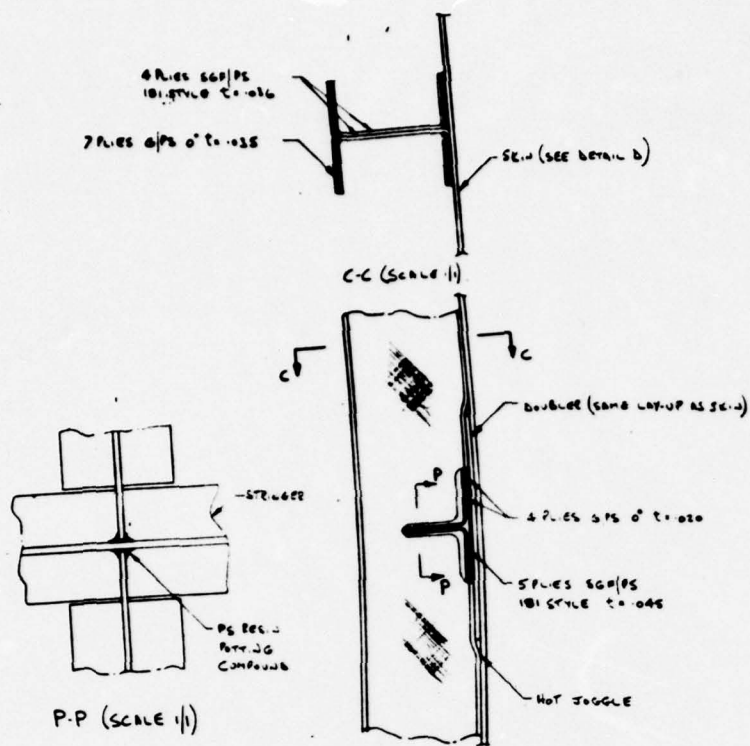 4 PLIES SGP/PS
181 STYLE t=.036
7 PLIES G/PS 0° t=.035
SKIN (SEE DETAIL D)
C-C (SCALE 1/1)
C
C
DOUBLER (SAME LAY-UP AS SKIN)
P
STRINGER
4 PLIES G/PS 0° t=.020
P
5 PLIES SGP/PS
181 STYLE t=.045
PS RESIN
POTTING
COMPOUND
HOT JOGGLE
P-P (SCALE 1/1)